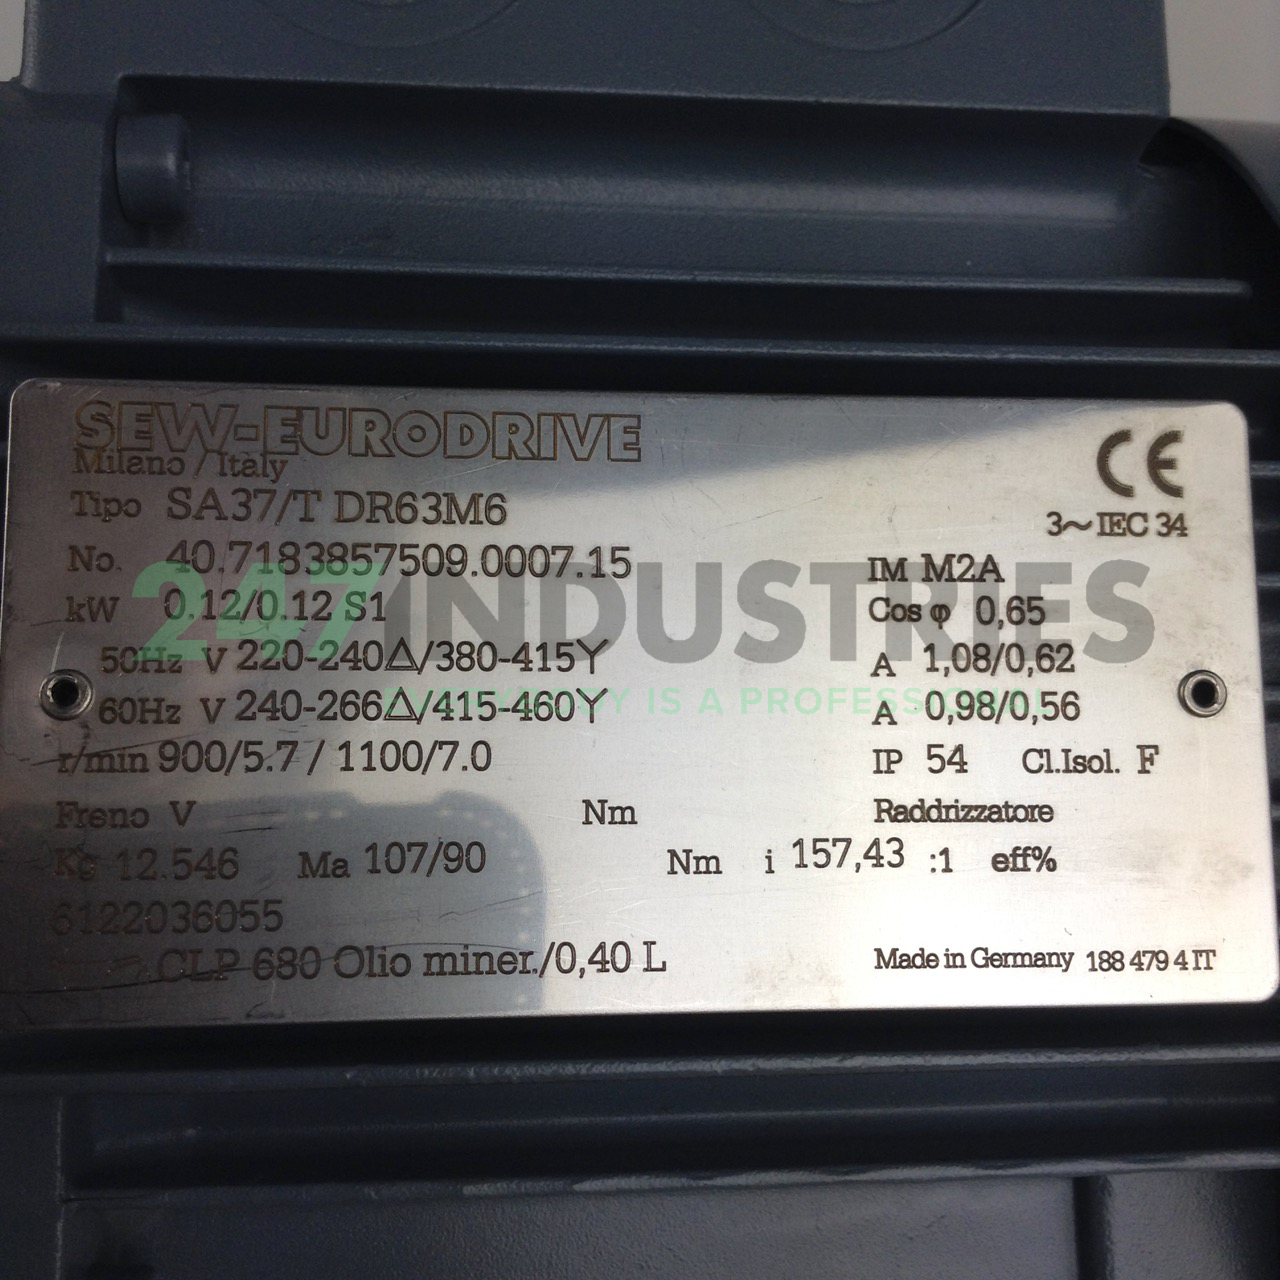 SEW-EURODRIVE
Milano / Italy
CE
Tipo SA37/T DR63M6
3~IEC 34
No. 40.7183857509.0007.15 IM M2A
247INDUSTRIES
kW 0.12/0.12 S1 Cos φ 0,65
50Hz V 220-240△/380-415Y A 1,08/0,62
EVERYBODY IS A PROFESSIONAL
60Hz V 240-266△/415-460Y A 0,98/0,56
r/min 900/5.7 / 1100/7.0 IP 54 Cl.Isol. F
Freno V Nm Raddrizzatore
Kg 12.546 Ma 107/90 Nm i 157,43 :1 eff%
6122036055
CLP 680 Olio miner./0,40 L Made in Germany 188 479 4 IT